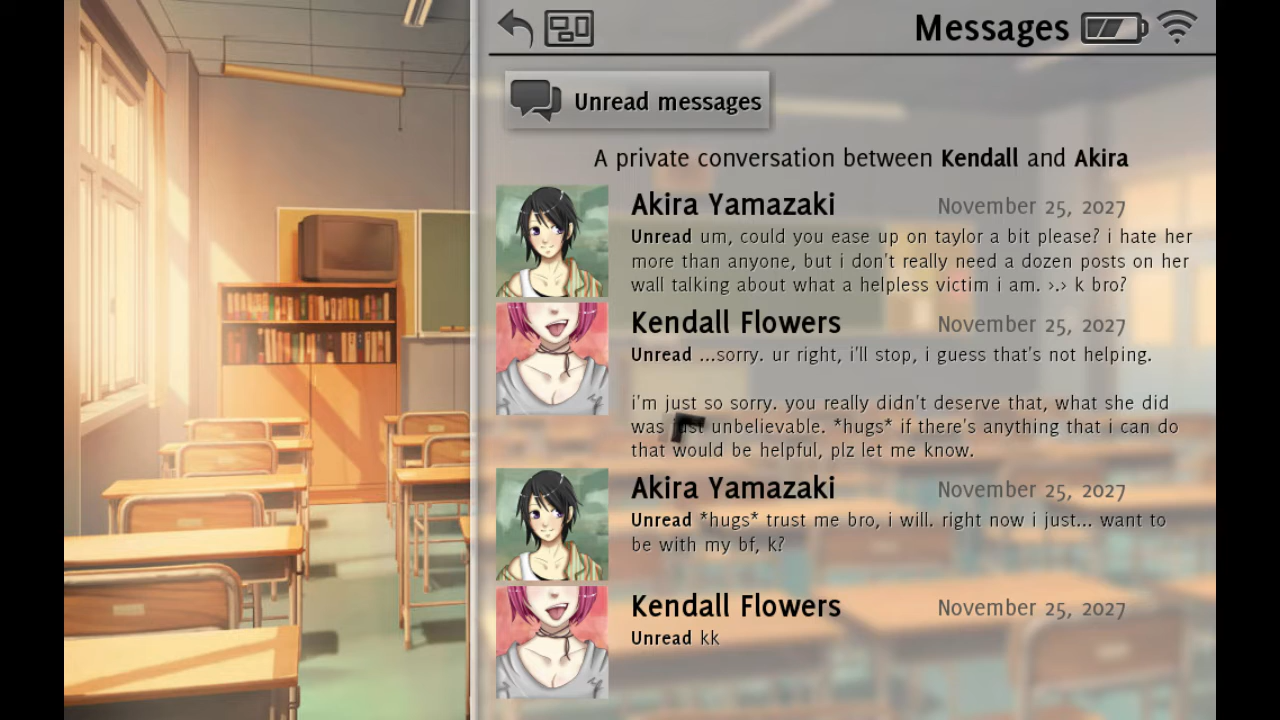 Messages
Unread messages
A private conversation between Kendall and Akira
Akira Yamazaki November 25, 2027
Unread um, could you ease up on taylor a bit please? i hate her
more than anyone, but i don't really need a dozen posts on her
wall talking about what a helpless victim i am. >.> k bro?
Kendall Flowers November 25, 2027
Unread ...sorry. ur right, i'll stop, i guess that's not helping.
i'm just so sorry. you really didn't deserve that, what she did
was just unbelievable. *hugs* if there's anything that i can do
that would be helpful, plz let me know.
Akira Yamazaki November 25, 2027
Unread *hugs* trust me bro, i will. right now i just... want to
be with my bf, k?
Kendall Flowers November 25, 2027
Unread kk